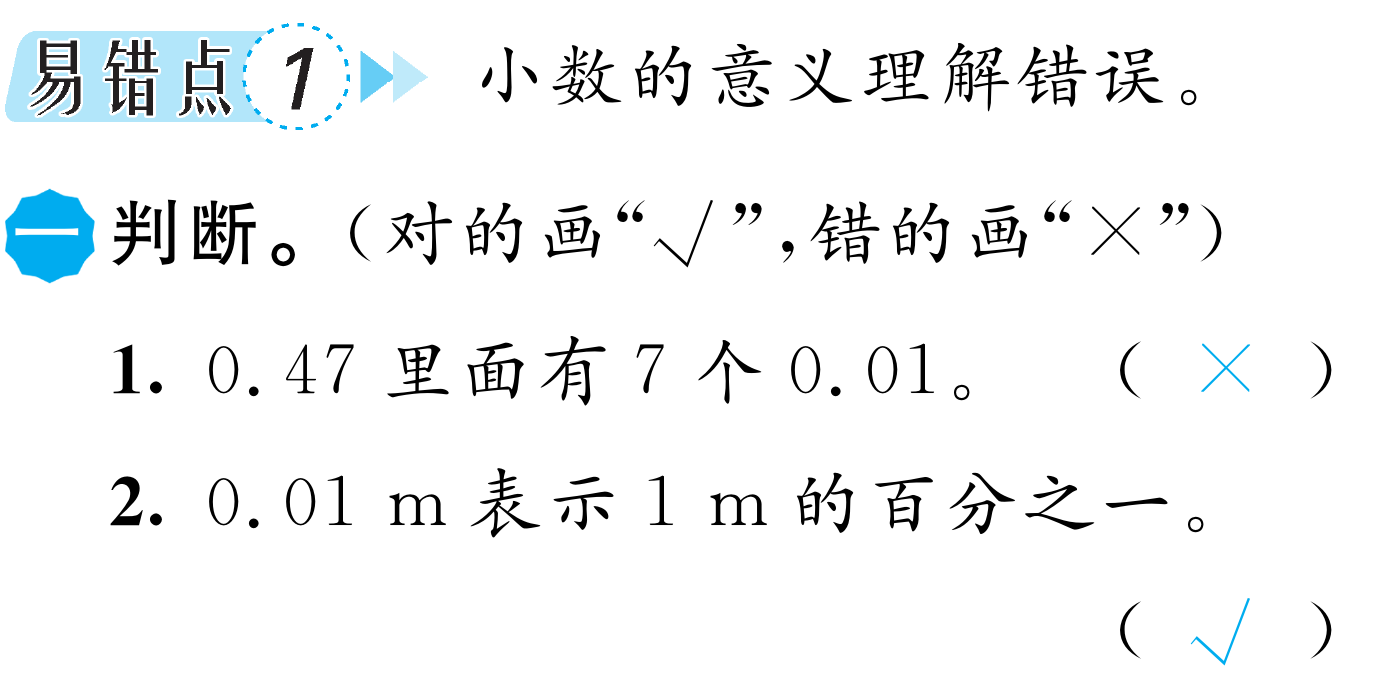 易错点1 小数的意义理解错误。
一 判断。(对的画“√”,错的画“×”)
1. 0.47 里面有 7 个 0.01。 ( × )
2. 0.01 m 表示 1 m 的百分之一。
( √ )